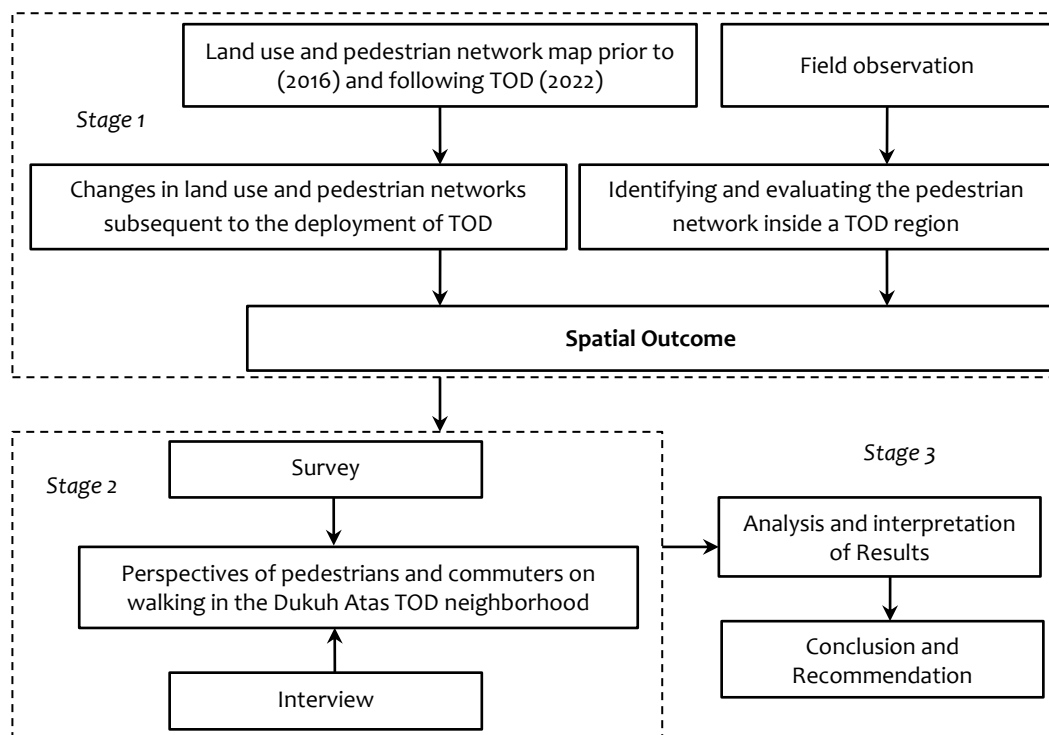 Land use and pedestrian network map prior to
(2016) and following TOD (2022)
Field observation
Stage 1
Changes in land use and pedestrian networks
subsequent to the deployment of TOD
Identifying and evaluating the pedestrian
network inside a TOD region
Spatial Outcome
Stage 2
Survey
Perspectives of pedestrians and commuters on
walking in the Dukuh Atas TOD neighborhood
Interview
Stage 3
Analysis and interpretation
of Results
Conclusion and
Recommendation